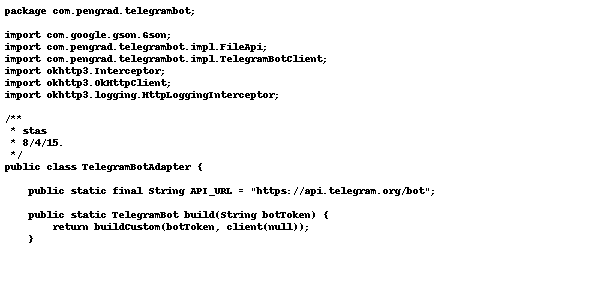 package com.pengrad.telegrambot;

import com.google.gson.Gson;
import com.pengrad.telegrambot.impl.FileApi;
import com.pengrad.telegrambot.impl.TelegramBotClient;
import okhttp3.Interceptor;
import okhttp3.OkHttpClient;
import okhttp3.logging.HttpLoggingInterceptor;

/**
 * stas
 * 8/4/15.
 */
public class TelegramBotAdapter {

    public static final String API_URL = "https://api.telegram.org/bot";

    public static TelegramBot build(String botToken) {
        return buildCustom(botToken, client(null));
    }